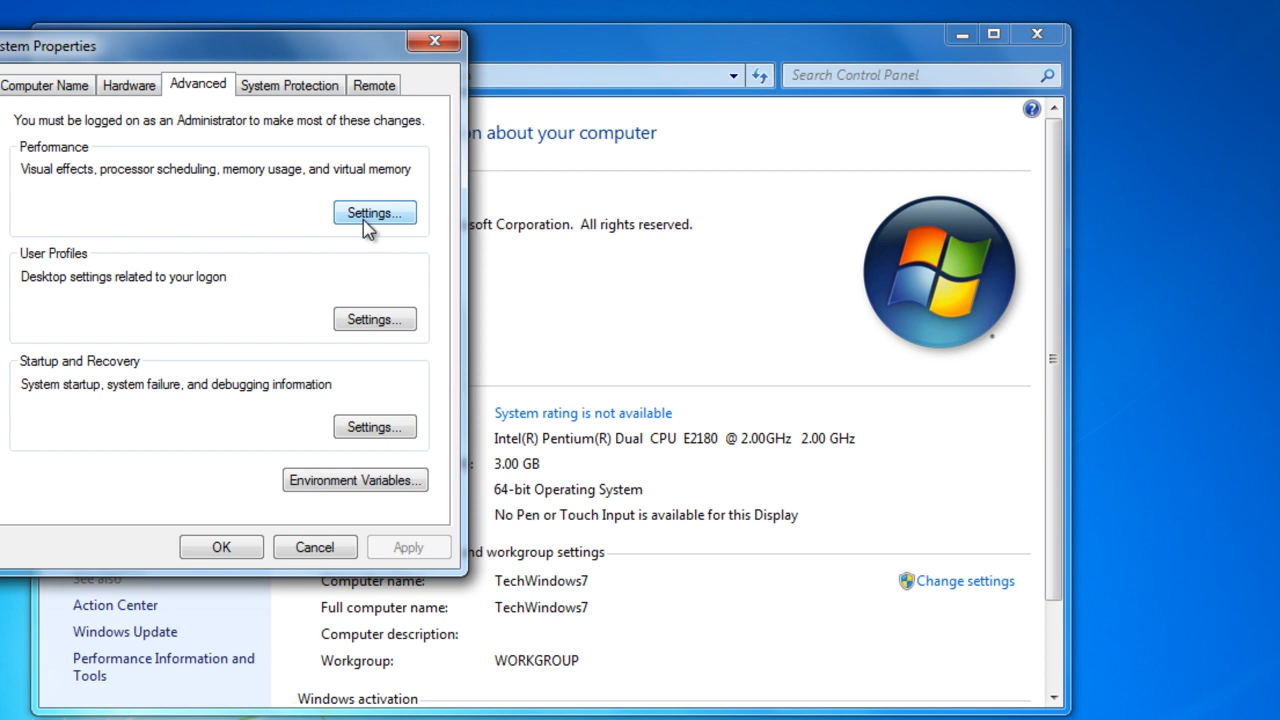 stem Properties
Search Control Panel
Computer Name
Hardware
Advanced
System Protection
Remote
You must be logged on as an Administrator to make most of these changes.
Performance
Visual effects, processor scheduling, memory usage, and virtual memory
Settings...
User Profiles
Desktop settings related to your logon
Settings...
Startup and Recovery
System startup, system failure, and debugging information
Settings...
Environment Variables...
OK
Cancel
Apply
n about your computer
soft Corporation.  All rights reserved.
System rating is not available
Intel(R) Pentium(R) Dual  CPU  E2180  @ 2.00GHz   2.00 GHz
3.00 GB
64-bit Operating System
No Pen or Touch Input is available for this Display
nd workgroup settings
Computer name: TechWindows7
Change settings
Full computer name: TechWindows7
Computer description:
Workgroup: WORKGROUP
Windows activation
See also
Action Center
Windows Update
Performance Information and
Tools